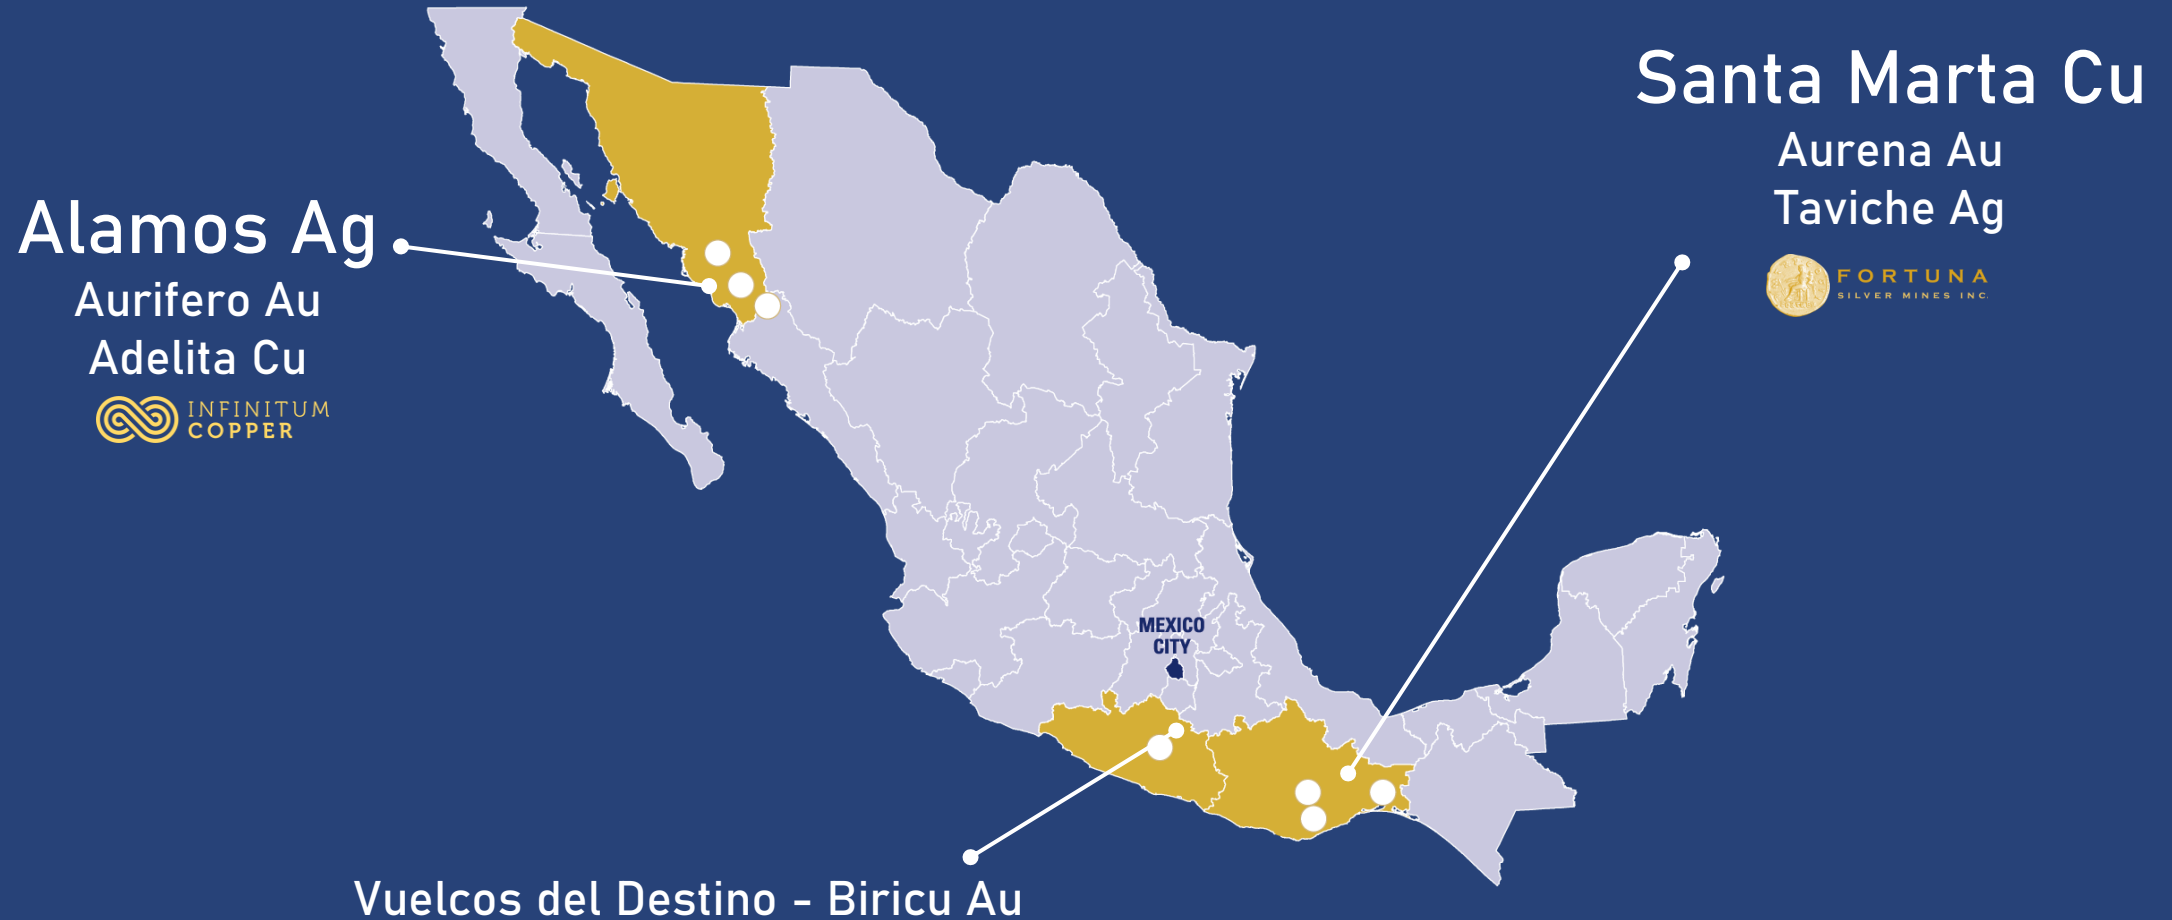 Santa Marta Cu
Aurena Au
Taviche Ag
FORTUNA
SILVER MINES INC.
Alamos Ag
Aurifero Au
Adelita Cu
INFINITUM
COPPER
MEXICO
CITY
Vuelcos del Destino - Biricu Au